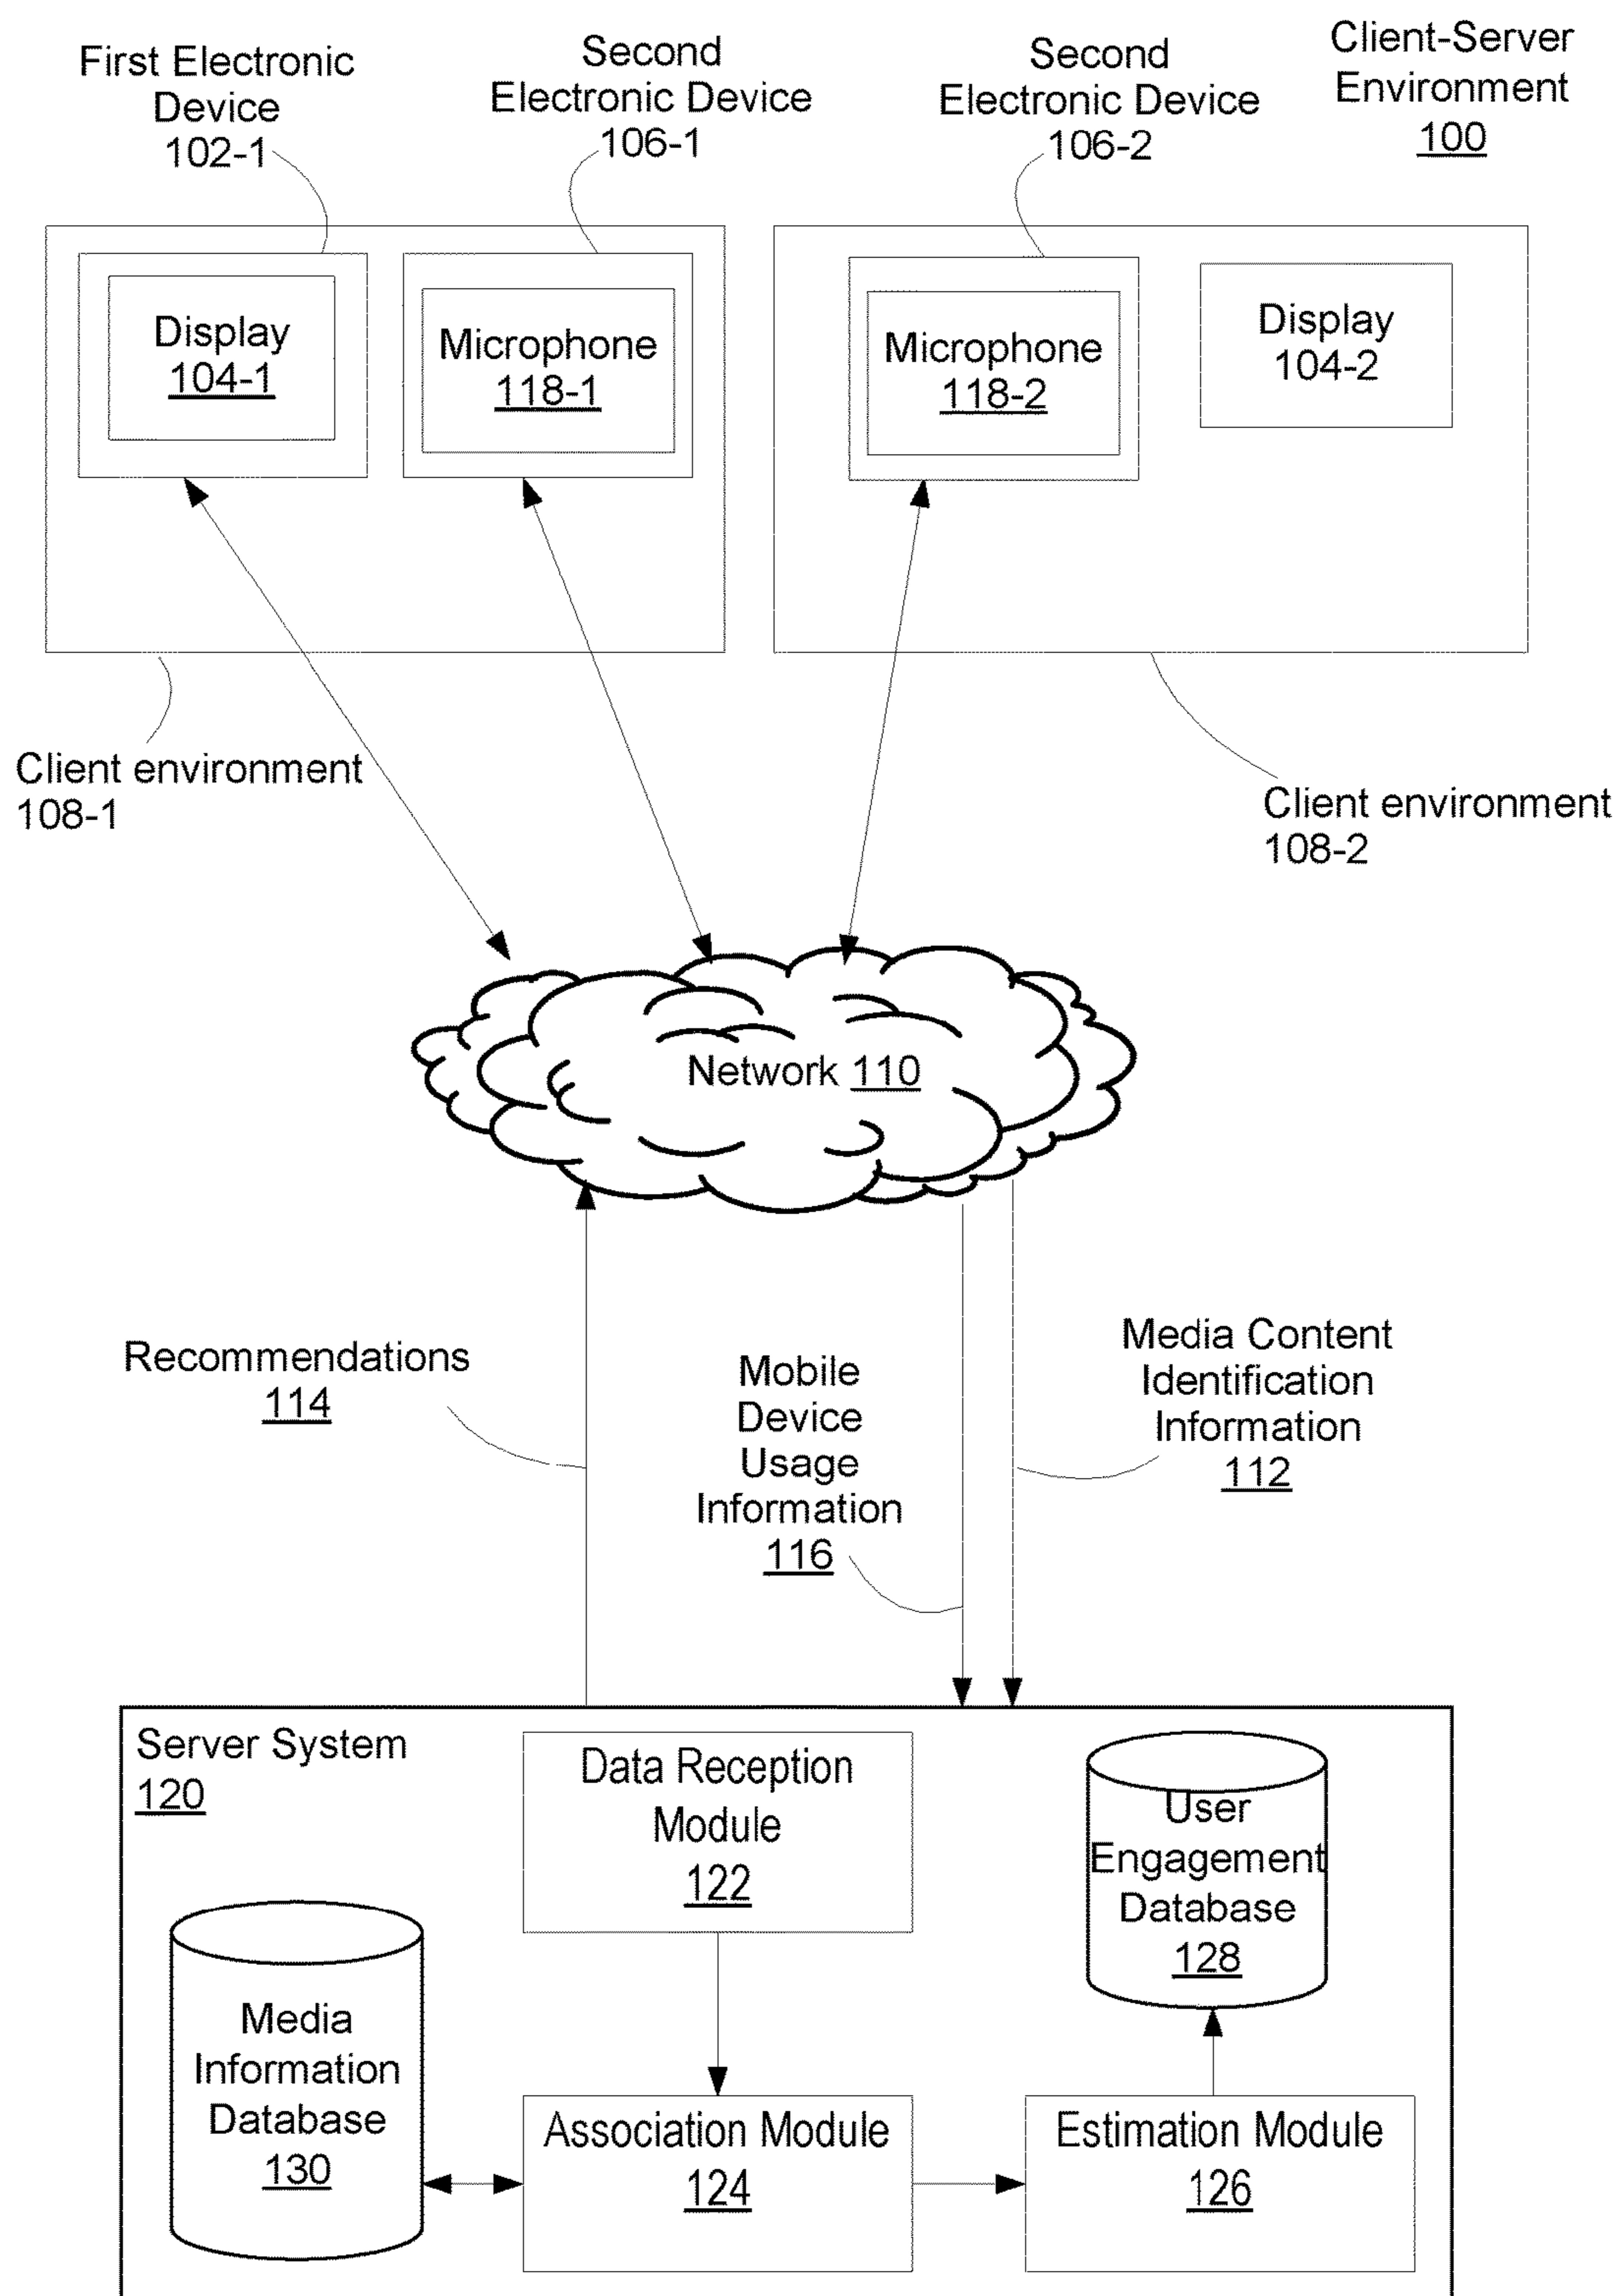 First Electronic
Device
102-1
Second
Electronic Device
106-1
Second
Electronic Device
106-2
Client-Server
Environment
100
Display
104-1
Microphone
118-1
Microphone
118-2
Display
104-2
Client environment
108-1
Client environment
108-2
Network 110
Recommendations
114
Mobile
Device
Usage
Information
116
Media Content
Identification
Information
112
Server System
120
Data Reception
Module
122
User
Engagement
Database
128
Media
Information
Database
130
Association Module
124
Estimation Module
126